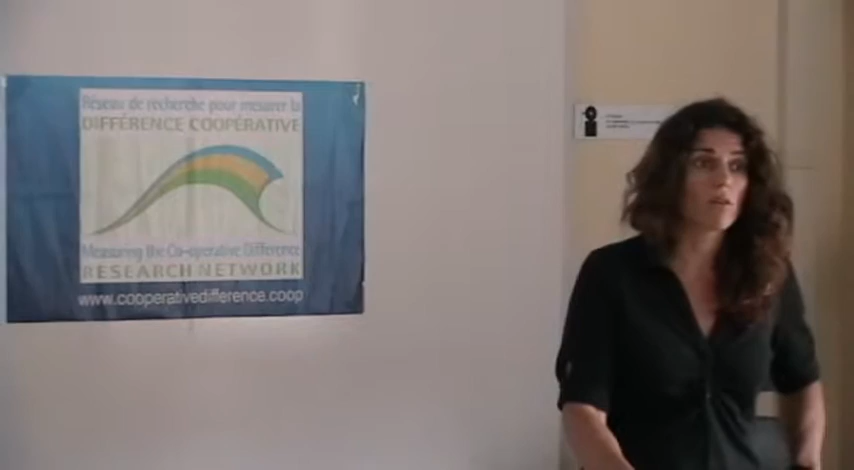 Réseau de recherche pour mesurer la
DIFFÉRENCE COOPÉRATIVE
Measuring the Co-operative Difference
RESEARCH NETWORK
www.cooperativedifference.coop